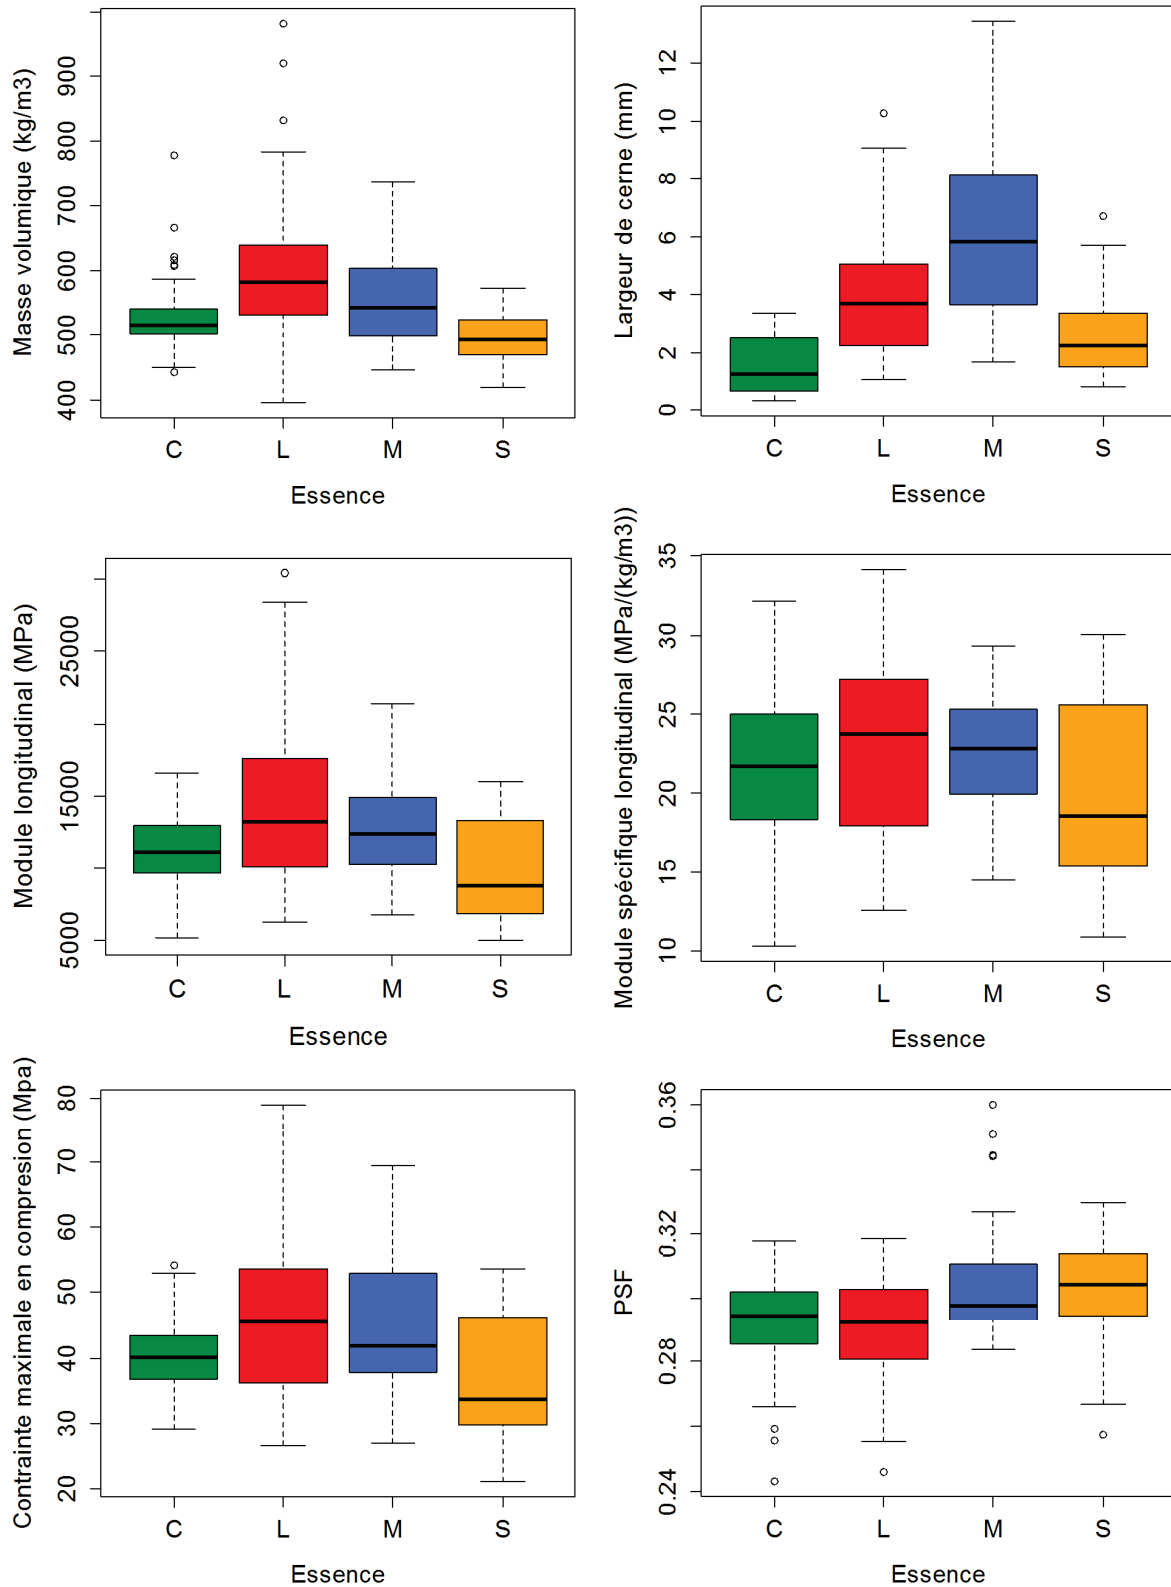 Masse volumique (kg/m3)
900
800
700
600
500
400
C L M S
Essence
Largeur de cerne (mm)
12
10
8
6
4
2
0
C L M S
Essence
Module longitudinal (MPa)
25000
15000
5000
C L M S
Essence
Module spécifique longitudinal (MPa/(kg/m3))
35
30
25
20
15
10
C L M S
Essence
Contrainte maximale en compresion (Mpa)
80
70
60
50
40
30
20
C L M S
Essence
PSF
0.36
0.32
0.28
0.24
C L M S
Essence